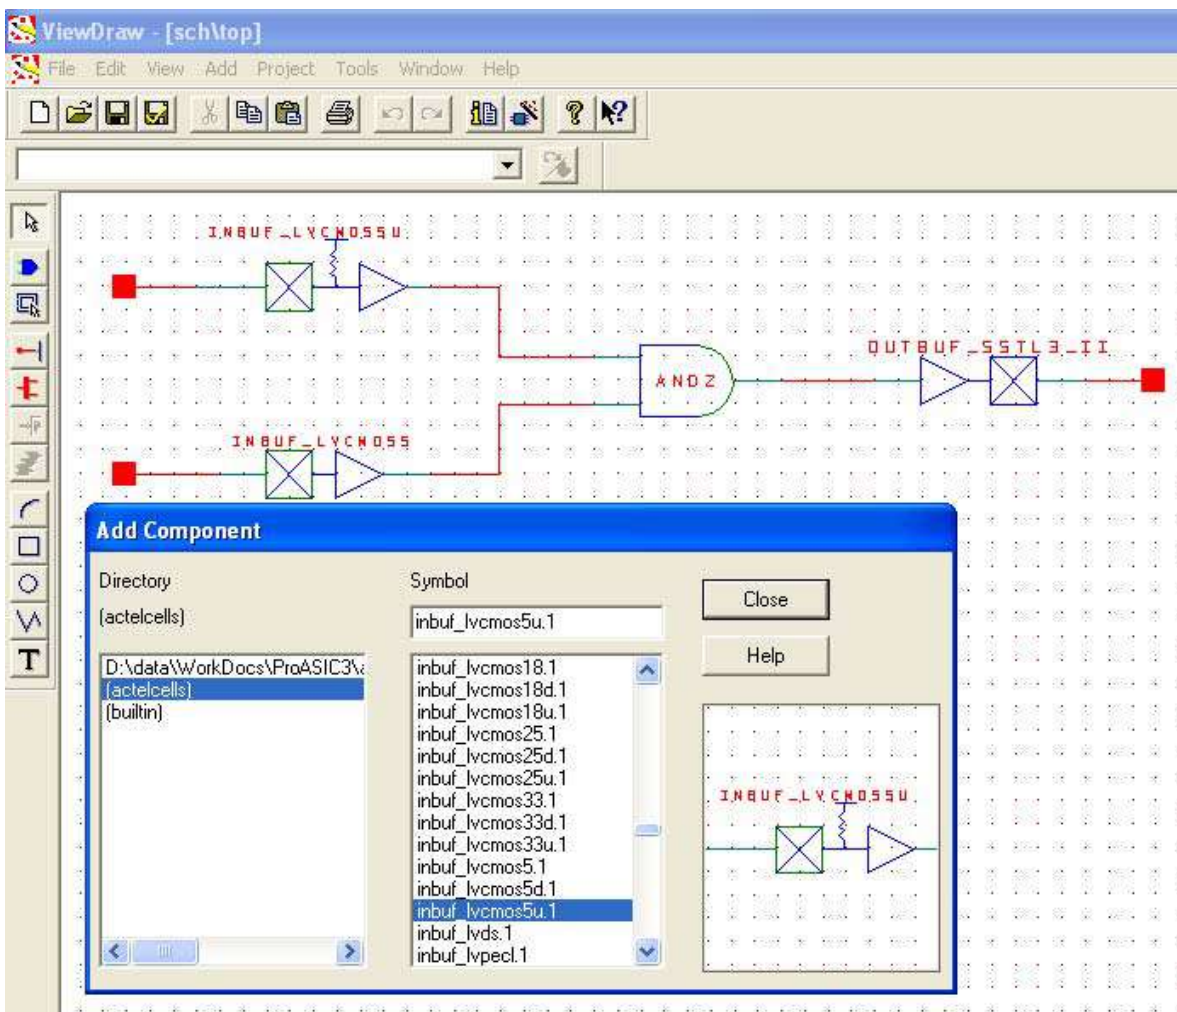 ViewDraw - [sch\top]
File Edit View Add Project Tools Window Help
INBUF_LVCMOS5U
OUTBUF_SSTL3_II
AND2
INBUF_LVCMOS5
T
Add Component
Directory
Symbol
(actelcells)
inbuf_lvcmos5u.1
Close
Help
D:\data\WorkDocs\ProASIC3\a
(actelcells)
(builtin)
inbuf_lvcmos18.1
inbuf_lvcmos18d.1
inbuf_lvcmos18u.1
inbuf_lvcmos25.1
inbuf_lvcmos25d.1
inbuf_lvcmos25u.1
inbuf_lvcmos33.1
inbuf_lvcmos33d.1
inbuf_lvcmos33u.1
inbuf_lvcmos5.1
inbuf_lvcmos5d.1
inbuf_lvcmos5u.1
inbuf_lvds.1
inbuf_lvpecl.1
INBUF_LVCMOS5U